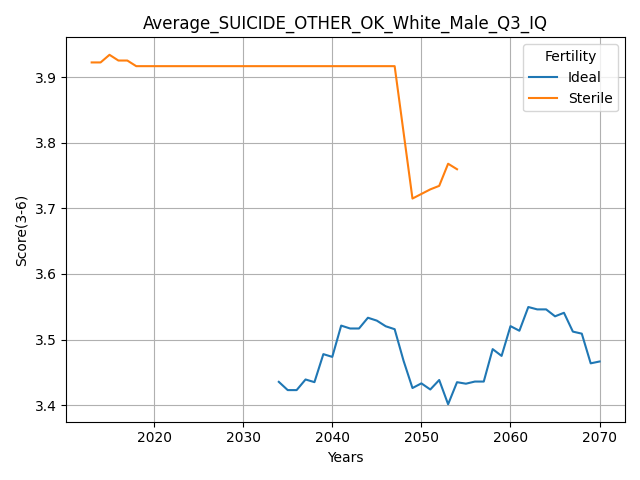 Average_SUICIDE_OTHER_OK_White_Male_Q3_IQ
Fertility
Ideal
Sterile
Score(3-6)
3.9
3.8
3.7
3.6
3.5
3.4
2020 2030 2040 2050 2060 2070
Years